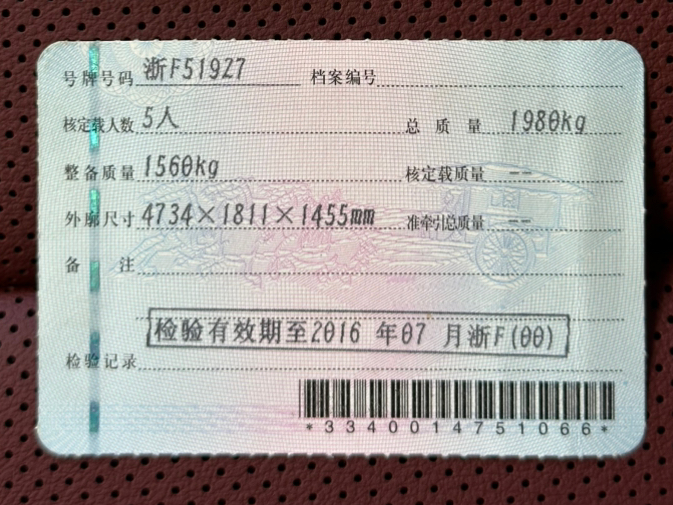 号牌号码 浙F519Z7 档案编号
核定载人数 5人 总质量 1980kg
整备质量 1560kg 核定载质量 --
外廓尺寸 4734×1811×1455mm 准牵引总质量 --
备注
检验有效期至2016 年07 月浙F(00)
检验记录
*3340014751066*